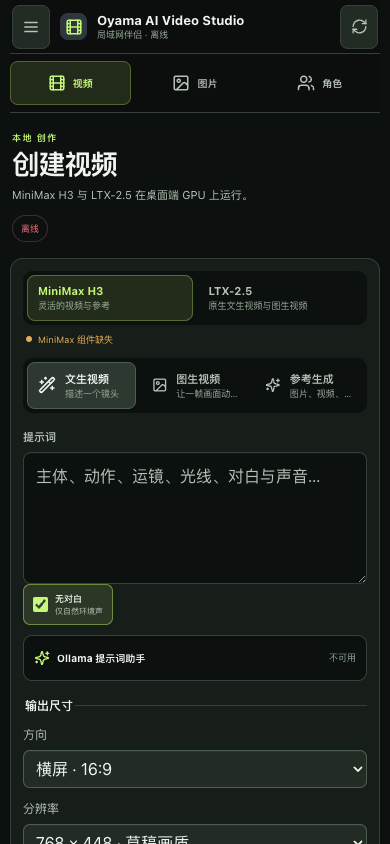 Oyama AI Video Studio
局域网伴侣 · 离线
视频
图片
角色
本地 创作
创建视频
MiniMax H3 与 LTX-2.5 在桌面端 GPU 上运行。
离线
MiniMax H3
灵活的视频与参考
LTX-2.5
原生文生视频与图生视频
MiniMax 组件缺失
文生视频
描述一个镜头
图生视频
让一帧画面动...
参考生成
图片、视频、...
提示词
主体、动作、运镜、光线、对白与声音...
无对白
仅自然环境声
Ollama 提示词助手
不可用
输出尺寸
方向
横屏 · 16:9
分辨率
768 × 448 · 草稿画质